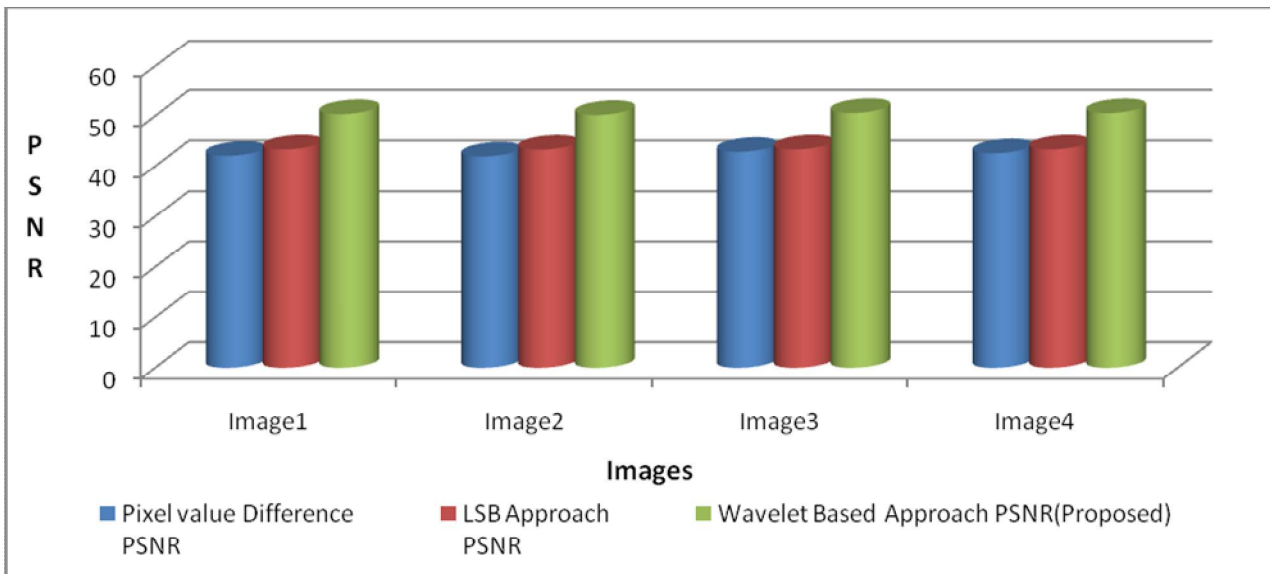 60
50
40
30
20
10
0
P
S
N
R
Image1 Image2 Image3 Image4
Images
Pixel value Difference PSNR
LSB Approach PSNR
Wavelet Based Approach PSNR(Proposed)